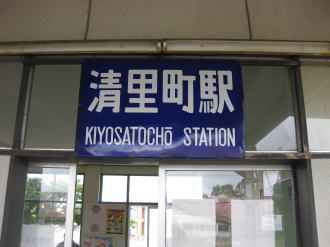 清里町駅
KIYOSATOCHŌ STATION